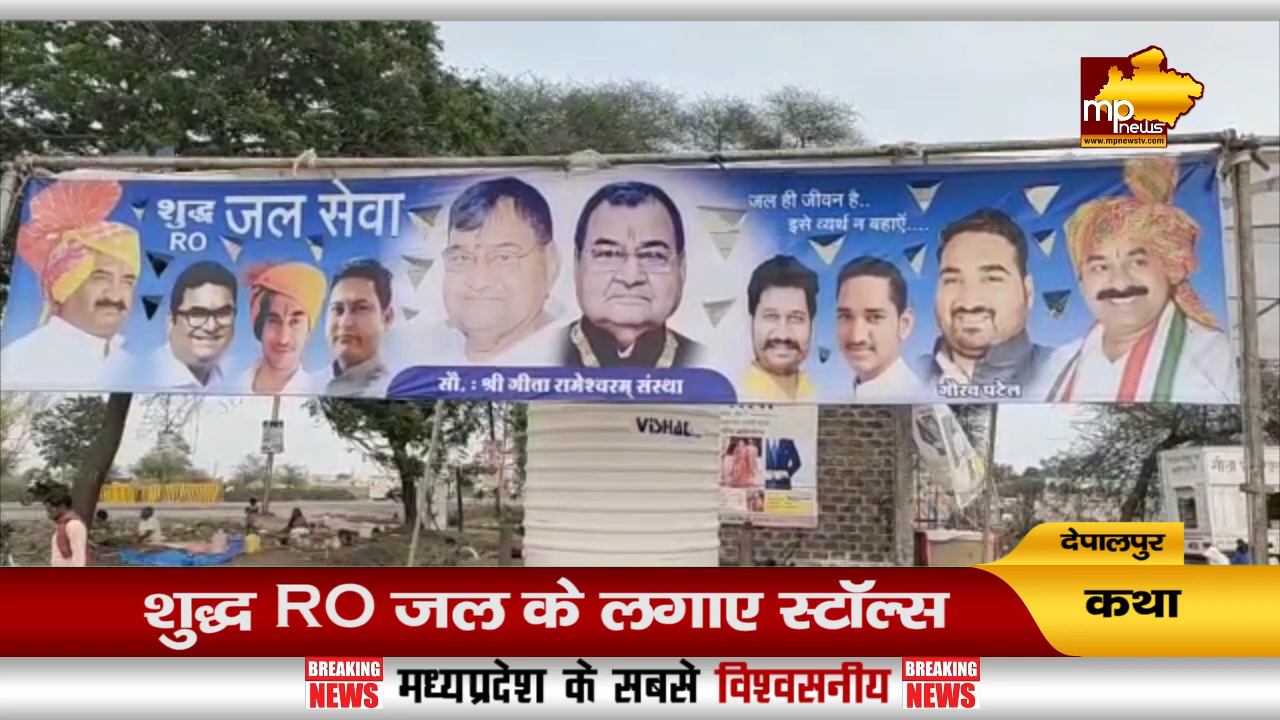 mp
news
www.mpnewstv.com
शुद्ध
RO
जल सेवा
जल ही जीवन है..
इसे व्यर्थ न बहाऐं....
गौरव पटेल
सौ. : श्री गीता रामेश्वरम् संस्था
VISHAL
देपालपुर
शुद्ध RO जल के लगाए स्टॉल्स
कथा
BREAKING
NEWS
मध्यप्रदेश के सबसे विश्वसनीय
BREAKING
NEWS